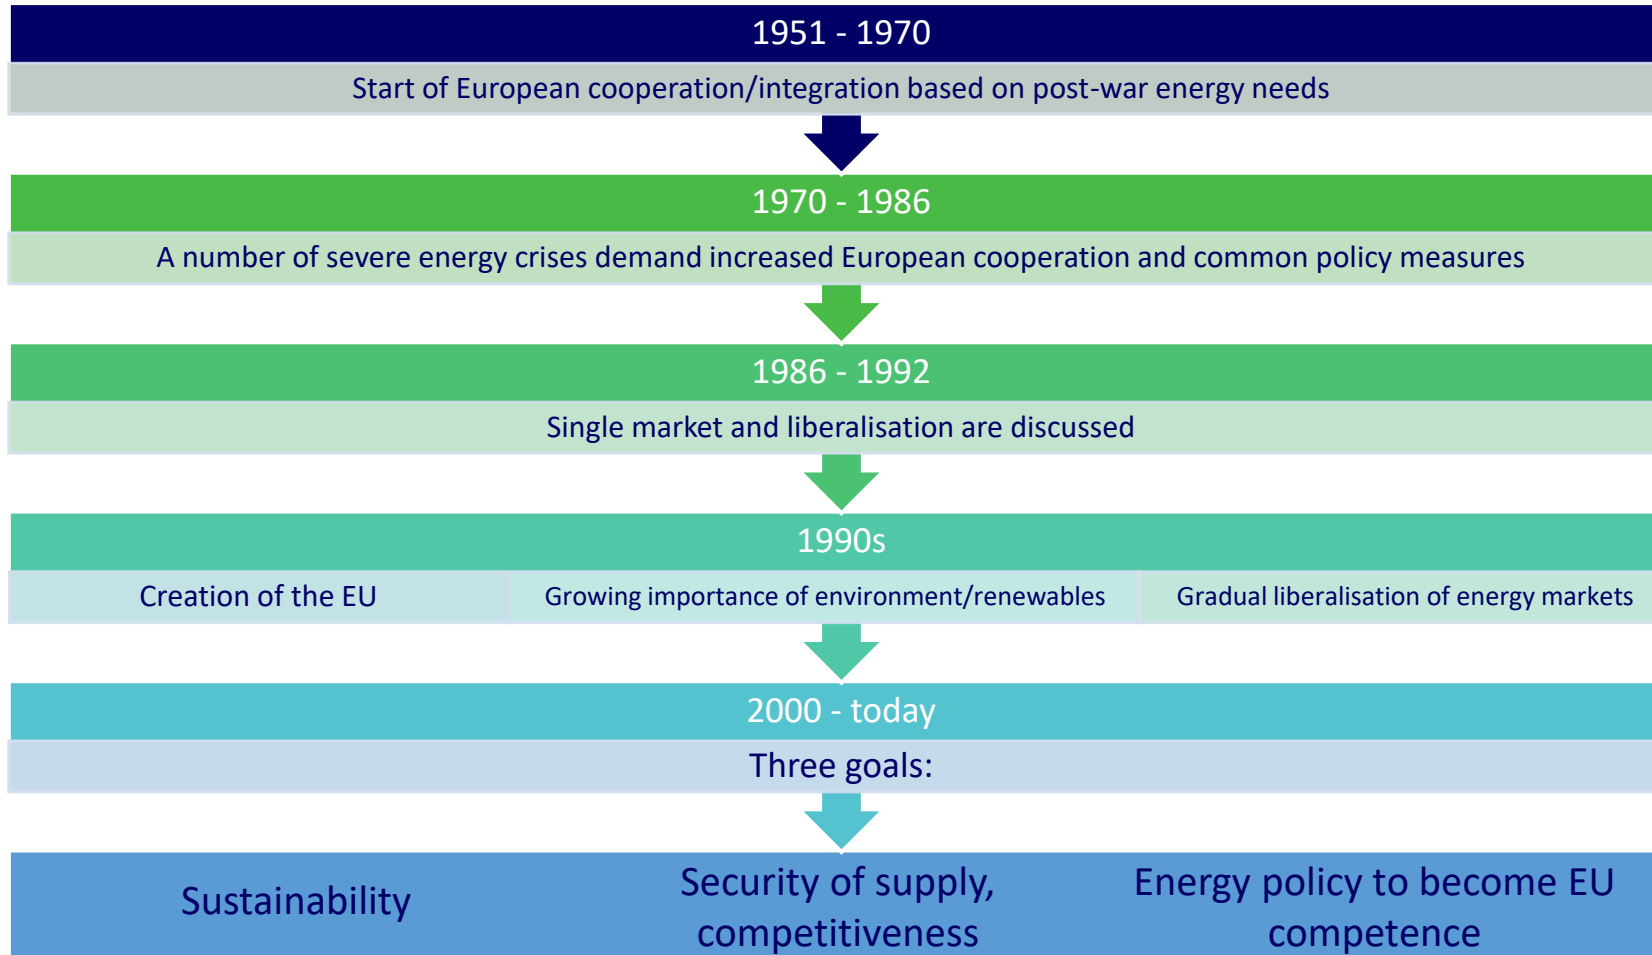 1951 - 1970
Start of European cooperation/integration based on post-war energy needs
1970 - 1986
A number of severe energy crises demand increased European cooperation and common policy measures
1986 - 1992
Single market and liberalisation are discussed
1990s
Creation of the EU
Growing importance of environment/renewables
Gradual liberalisation of energy markets
2000 - today
Three goals:
Sustainability
Security of supply,
competitiveness
Energy policy to become EU
competence